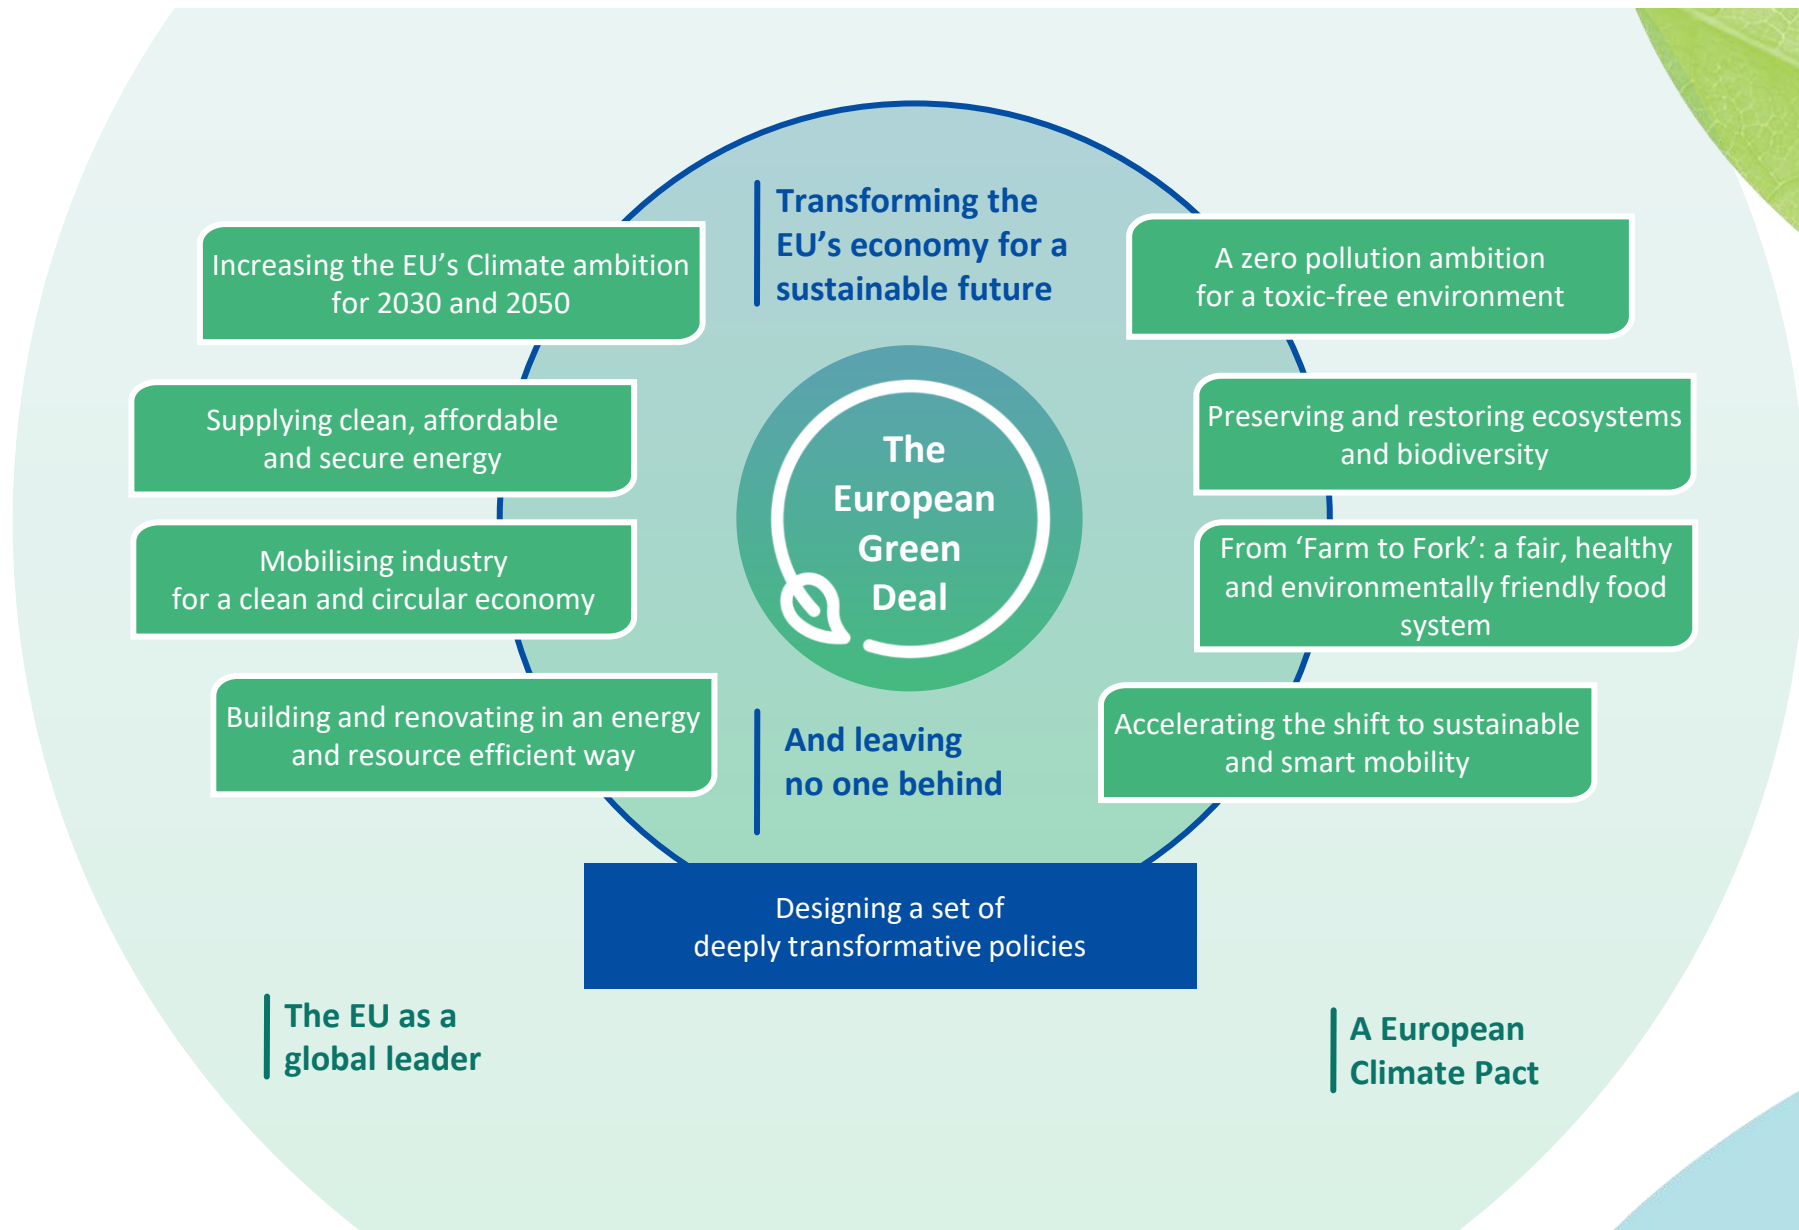 Transforming the
EU’s economy for a
sustainable future
Increasing the EU’s Climate ambition
for 2030 and 2050
Supplying clean, affordable
and secure energy
Mobilising industry
for a clean and circular economy
Building and renovating in an energy
and resource efficient way
The
European
Green
Deal
A zero pollution ambition
for a toxic-free environment
Preserving and restoring ecosystems
and biodiversity
From ‘Farm to Fork’: a fair, healthy
and environmentally friendly food
system
Accelerating the shift to sustainable
and smart mobility
And leaving
no one behind
Designing a set of
deeply transformative policies
The EU as a
global leader
A European
Climate Pact